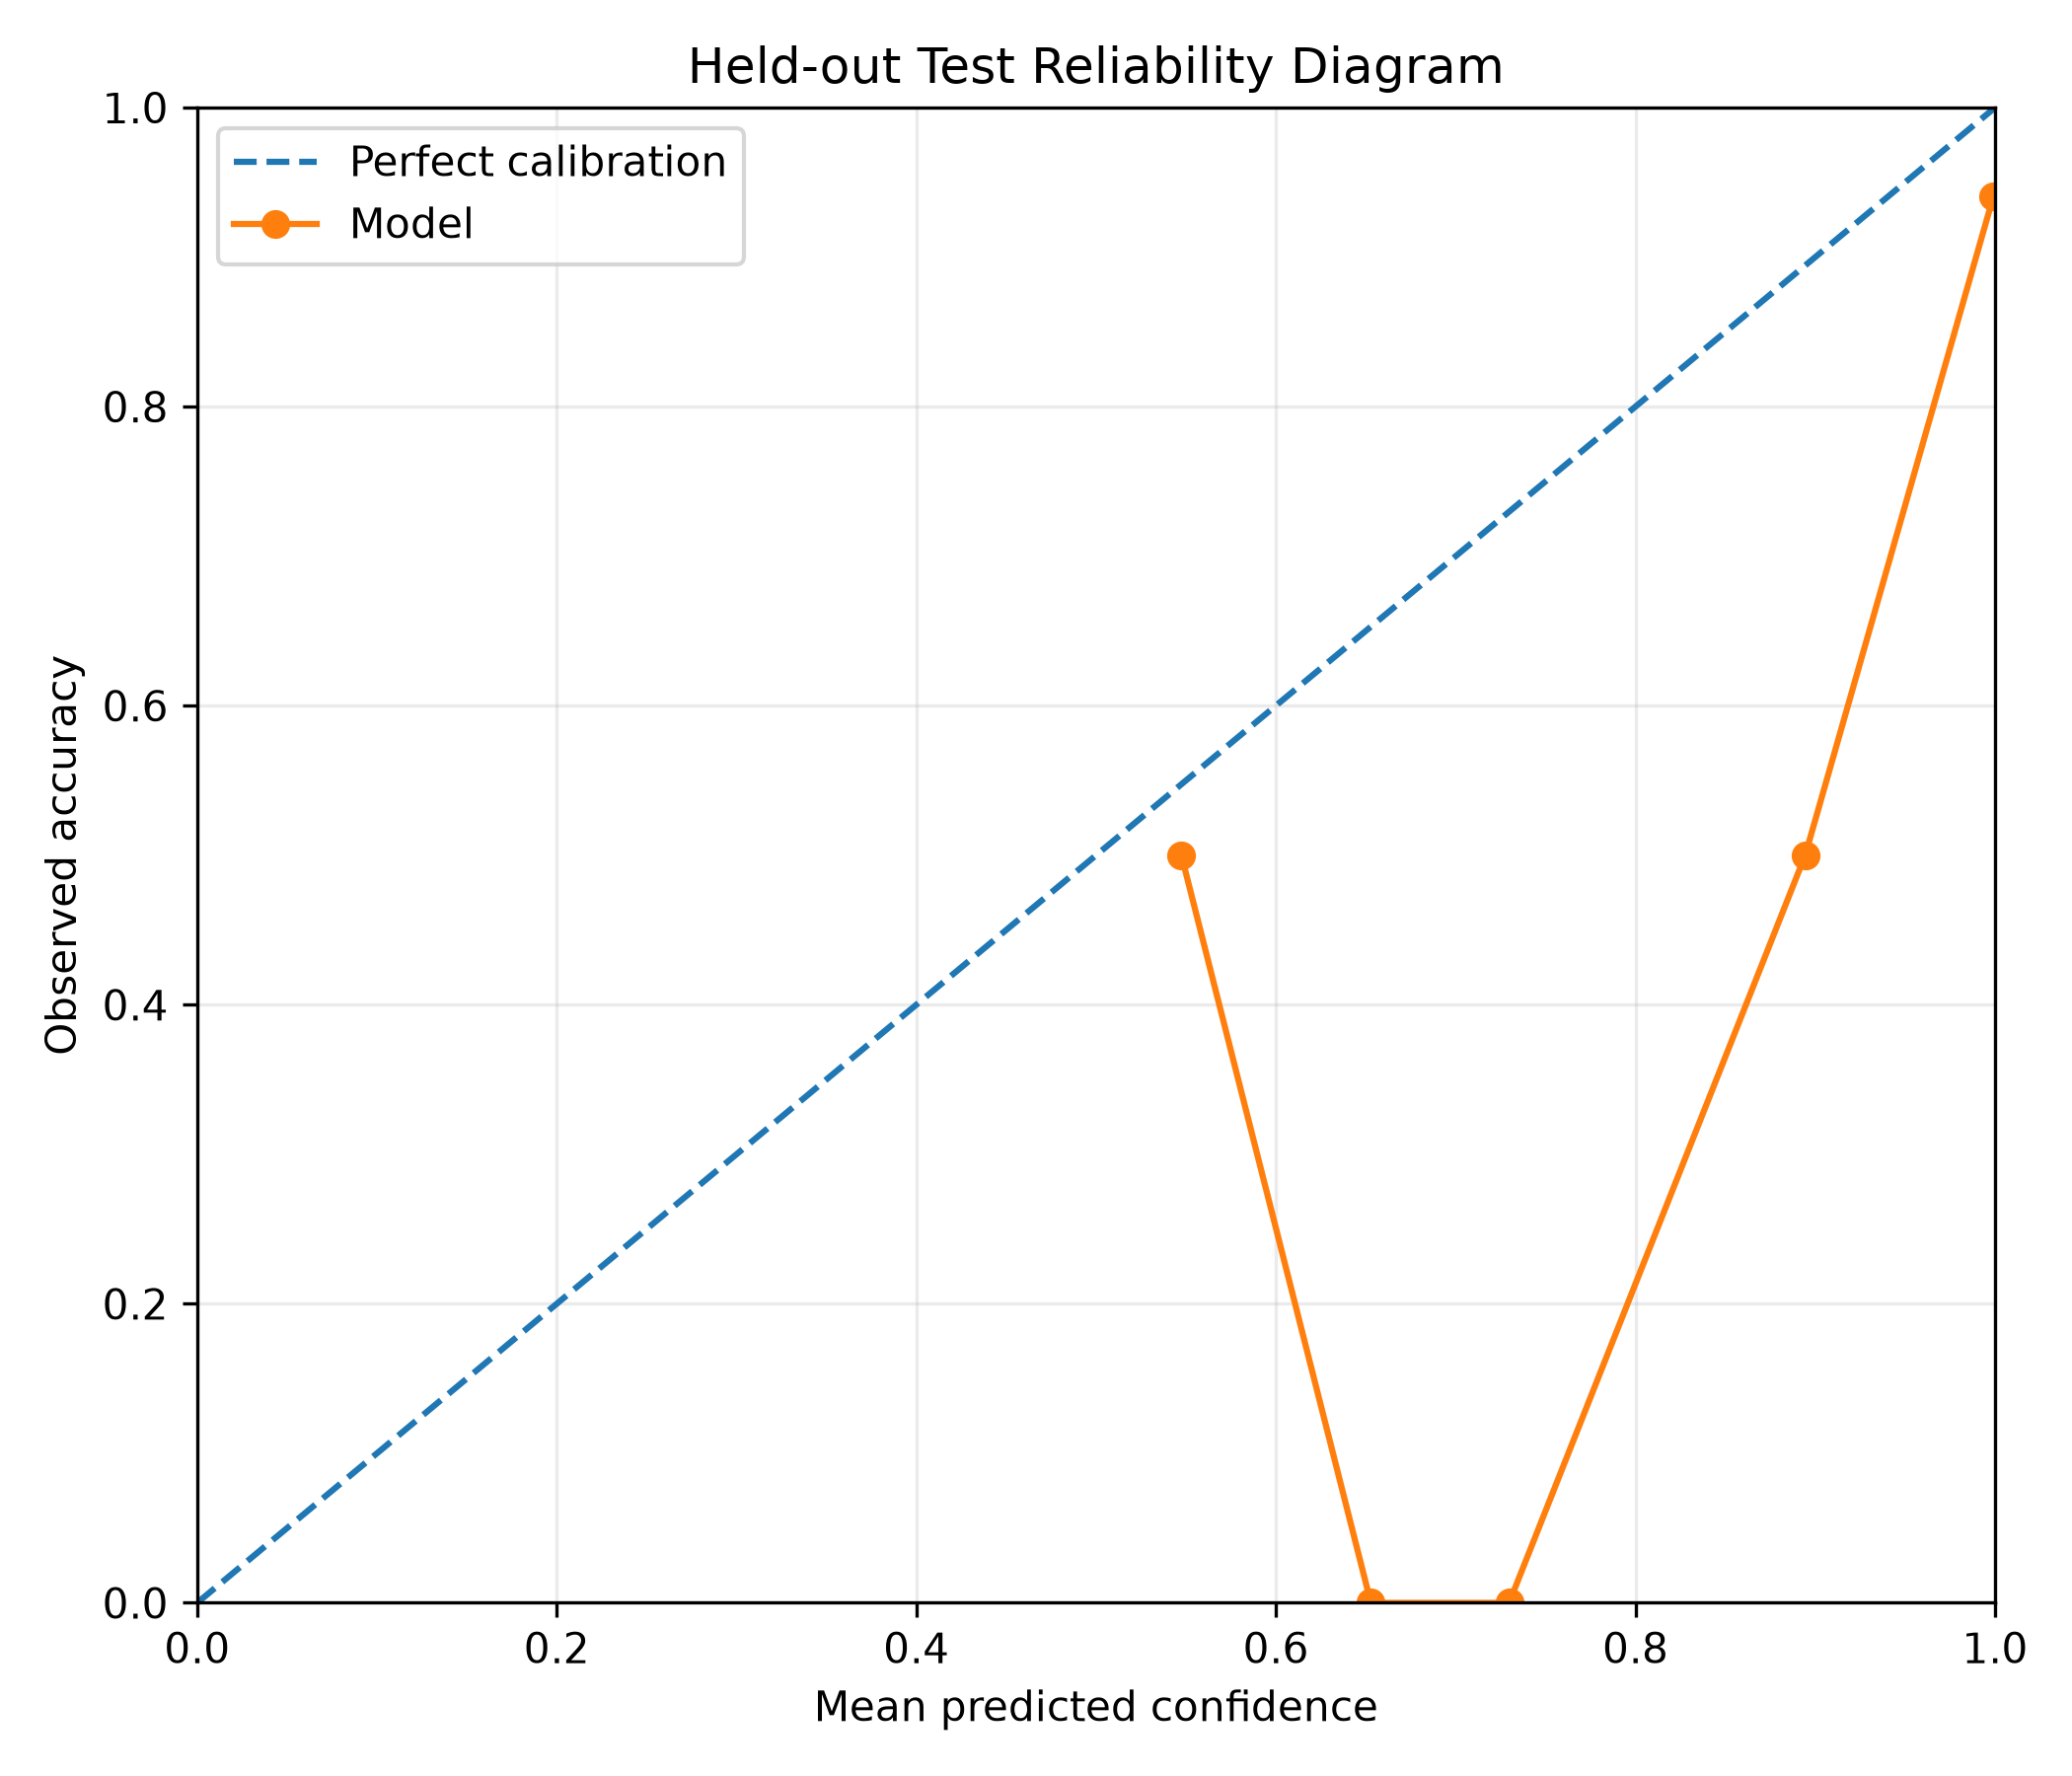 Held-out Test Reliability Diagram
1.0
Perfect calibration
Model
0.8
0.6
0.4
0.2
0.0
Observed accuracy
0.0 0.2 0.4 0.6 0.8 1.0
Mean predicted confidence